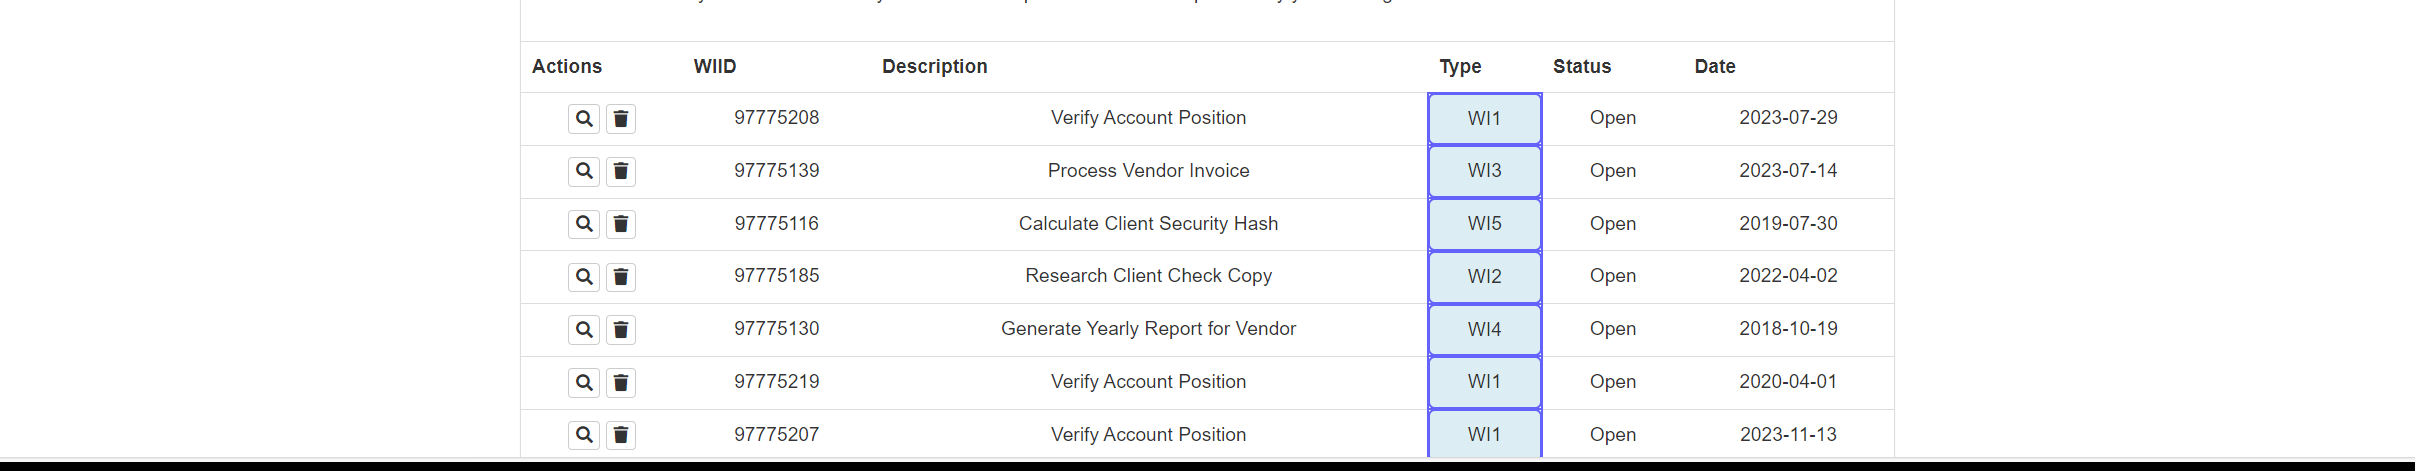 Actions WIID Description Type Status Date
97775208 Verify Account Position WI1 Open 2023-07-29
97775139 Process Vendor Invoice WI3 Open 2023-07-14
97775116 Calculate Client Security Hash WI5 Open 2019-07-30
97775185 Research Client Check Copy WI2 Open 2022-04-02
97775130 Generate Yearly Report for Vendor WI4 Open 2018-10-19
97775219 Verify Account Position WI1 Open 2020-04-01
97775207 Verify Account Position WI1 Open 2023-11-13